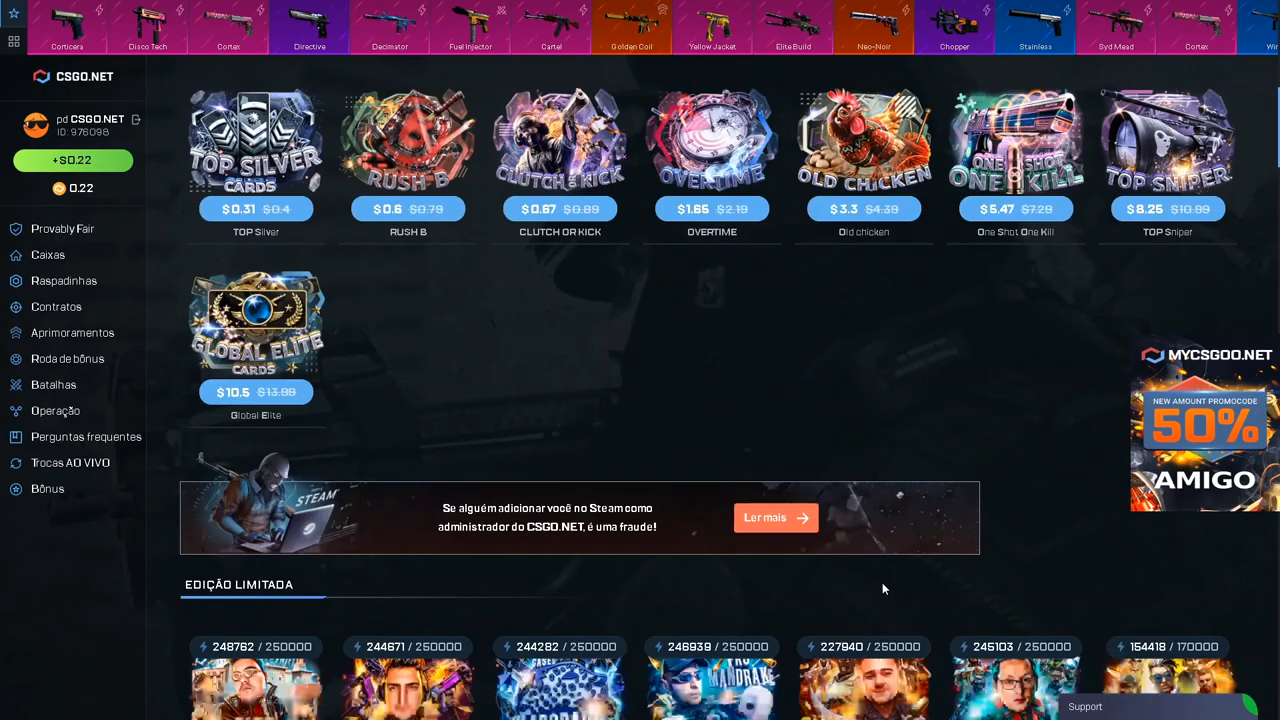 Corticera
Disco Tech
Cortex
Directive
Decimator
Fuel Injector
Cartel
Golden Coil
Yellow Jacket
Elite Build
Neo-Noir
Chopper
Stainless
Syd Mead
Cortex
CSGO.NET
pd CSGO.NET
ID: 976098
+$0.22
0.22
Provably Fair
Caixas
Raspadinhas
Contratos
Aprimoramentos
Roda de bônus
Batalhas
Operação
Perguntas frequentes
Trocas AO VIVO
Bônus
TOP SILVER
CARDS
RUSH B
CLUTCH OR KICK
OVERTIME
OLD CHICKEN
ONE SHOT
ONE KILL
TOP SNIPER
$0.31 $0.4
$0.6 $0.79
$0.67 $0.89
$1.65 $2.19
$3.3 $4.39
$5.47 $7.29
$8.25 $10.99
TOP Silver
RUSH B
CLUTCH OR KICK
OVERTIME
Old chicken
One Shot One Kill
TOP Sniper
GLOBAL ELITE
CARDS
$10.5 $13.99
Global Elite
MYCSGOO.NET
NEW AMOUNT PROMOCODE
50%
AMIGO
STEAM
Se alguém adicionar você no Steam como
administrador do CSGO.NET, é uma fraude!
Ler mais
EDIÇÃO LIMITADA
248762 / 250000
244671 / 250000
244282 / 250000
246939 / 250000
227940 / 250000
245103 / 250000
154418 / 170000
MANDRAKE
Support